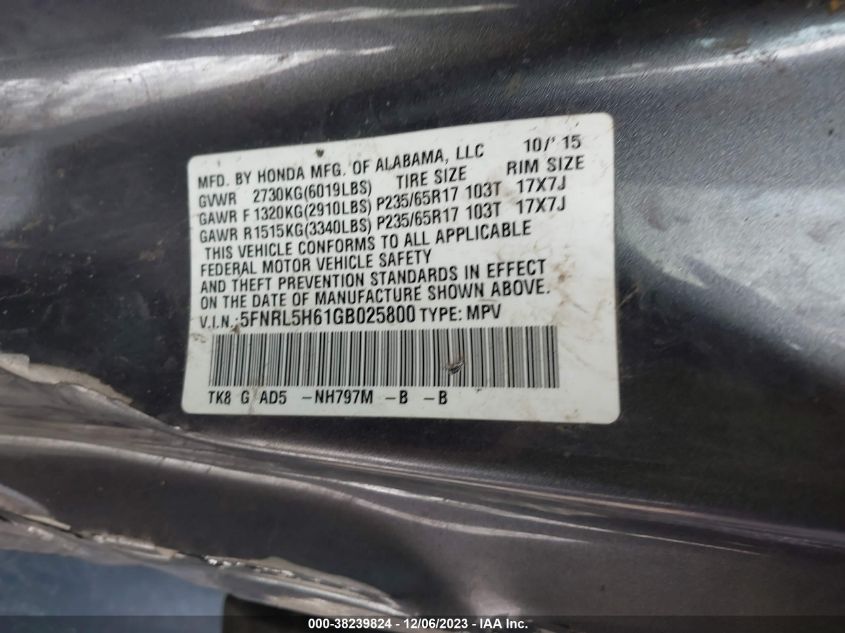 MFD. BY HONDA MFG. OF ALABAMA, LLC 10/' 15
GVWR 2730KG(6019LBS) TIRE SIZE RIM SIZE
GAWR F1320KG(2910LBS) P235/65R17 103T 17X7J
GAWR R1515KG(3340LBS) P235/65R17 103T 17X7J
THIS VEHICLE CONFORMS TO ALL APPLICABLE
FEDERAL MOTOR VEHICLE SAFETY
AND THEFT PREVENTION STANDARDS IN EFFECT
ON THE DATE OF MANUFACTURE SHOWN ABOVE.
V.I.N.: 5FNRL5H61GB025800 TYPE: MPV
TK8 G AD5 -NH797M -B -B
000-38239824 - 12/06/2023 - IAA Inc.